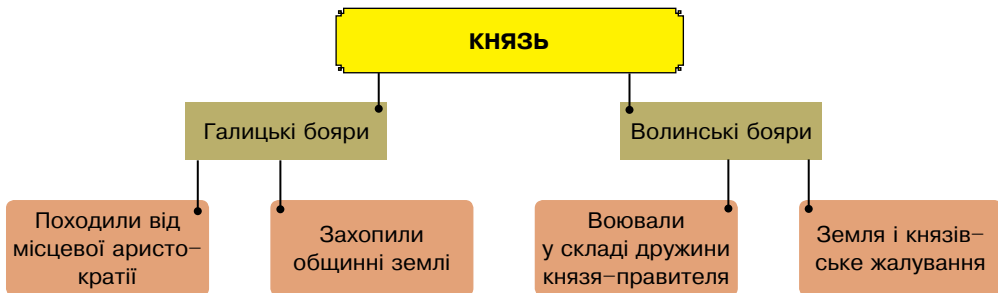 КНЯЗЬ
Галицькі бояри
Волинські бояри
Походили від
місцевої аристо–
кратії
Захопили
общинні землі
Воювали
у складі дружини
князя–правителя
Земля і князів–
ське жалування